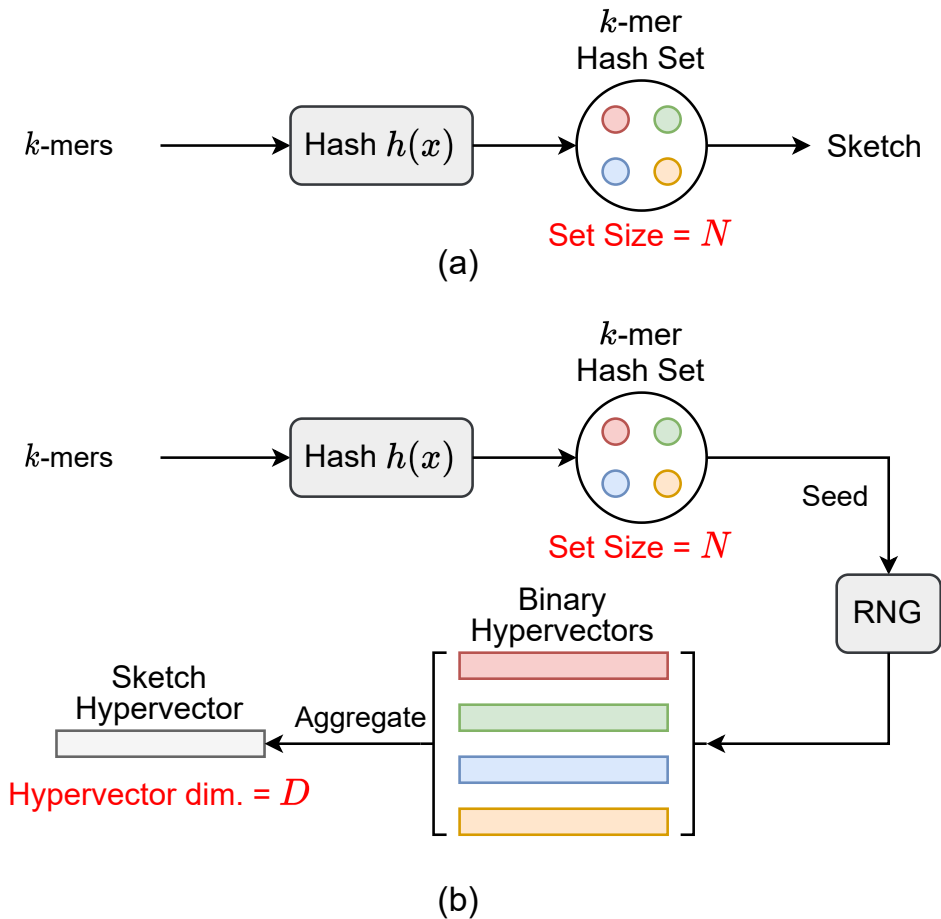 k-mer
Hash Set
k-mers
Hash h(x)
Sketch
Set Size = N
(a)
k-mer
Hash Set
k-mers
Hash h(x)
Seed
Set Size = N
RNG
Binary
Hypervectors
Sketch
Hypervector
Aggregate
Hypervector dim. = D
(b)